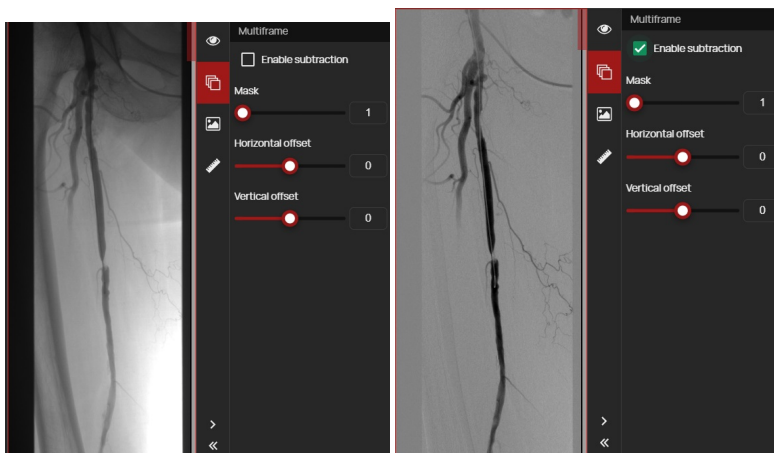 Multiframe
Enable subtraction
Mask
1
Horizontal offset
0
Vertical offset
0
Multiframe
Enable subtraction
Mask
1
Horizontal offset
0
Vertical offset
0